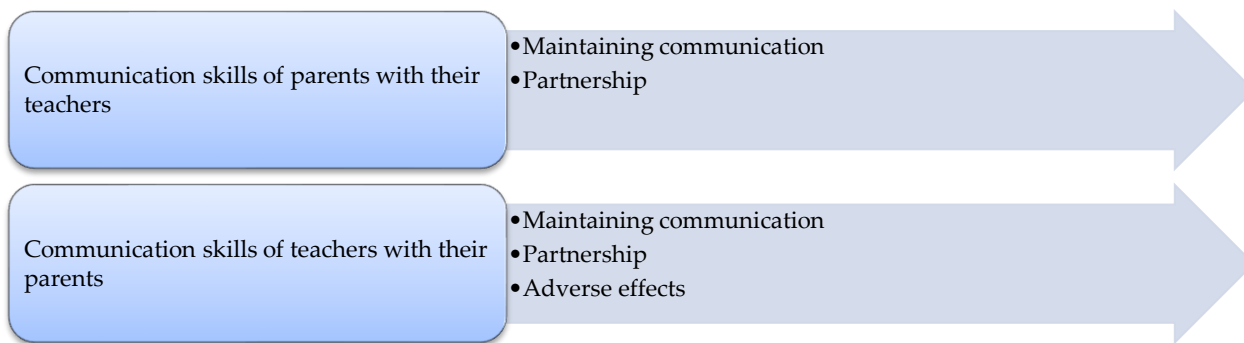 Communication skills of parents with their
teachers
•Maintaining communication
•Partnership
Communication skills of teachers with their
parents
•Maintaining communication
•Partnership
•Adverse effects